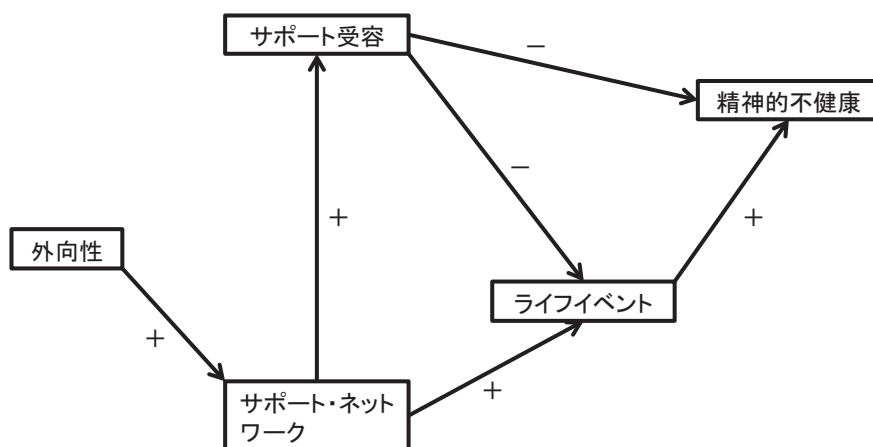 サポート受容
－
精神的不健康
－
＋
＋
外向性
ライフイベント
＋
＋
サポート・ネット
ワーク